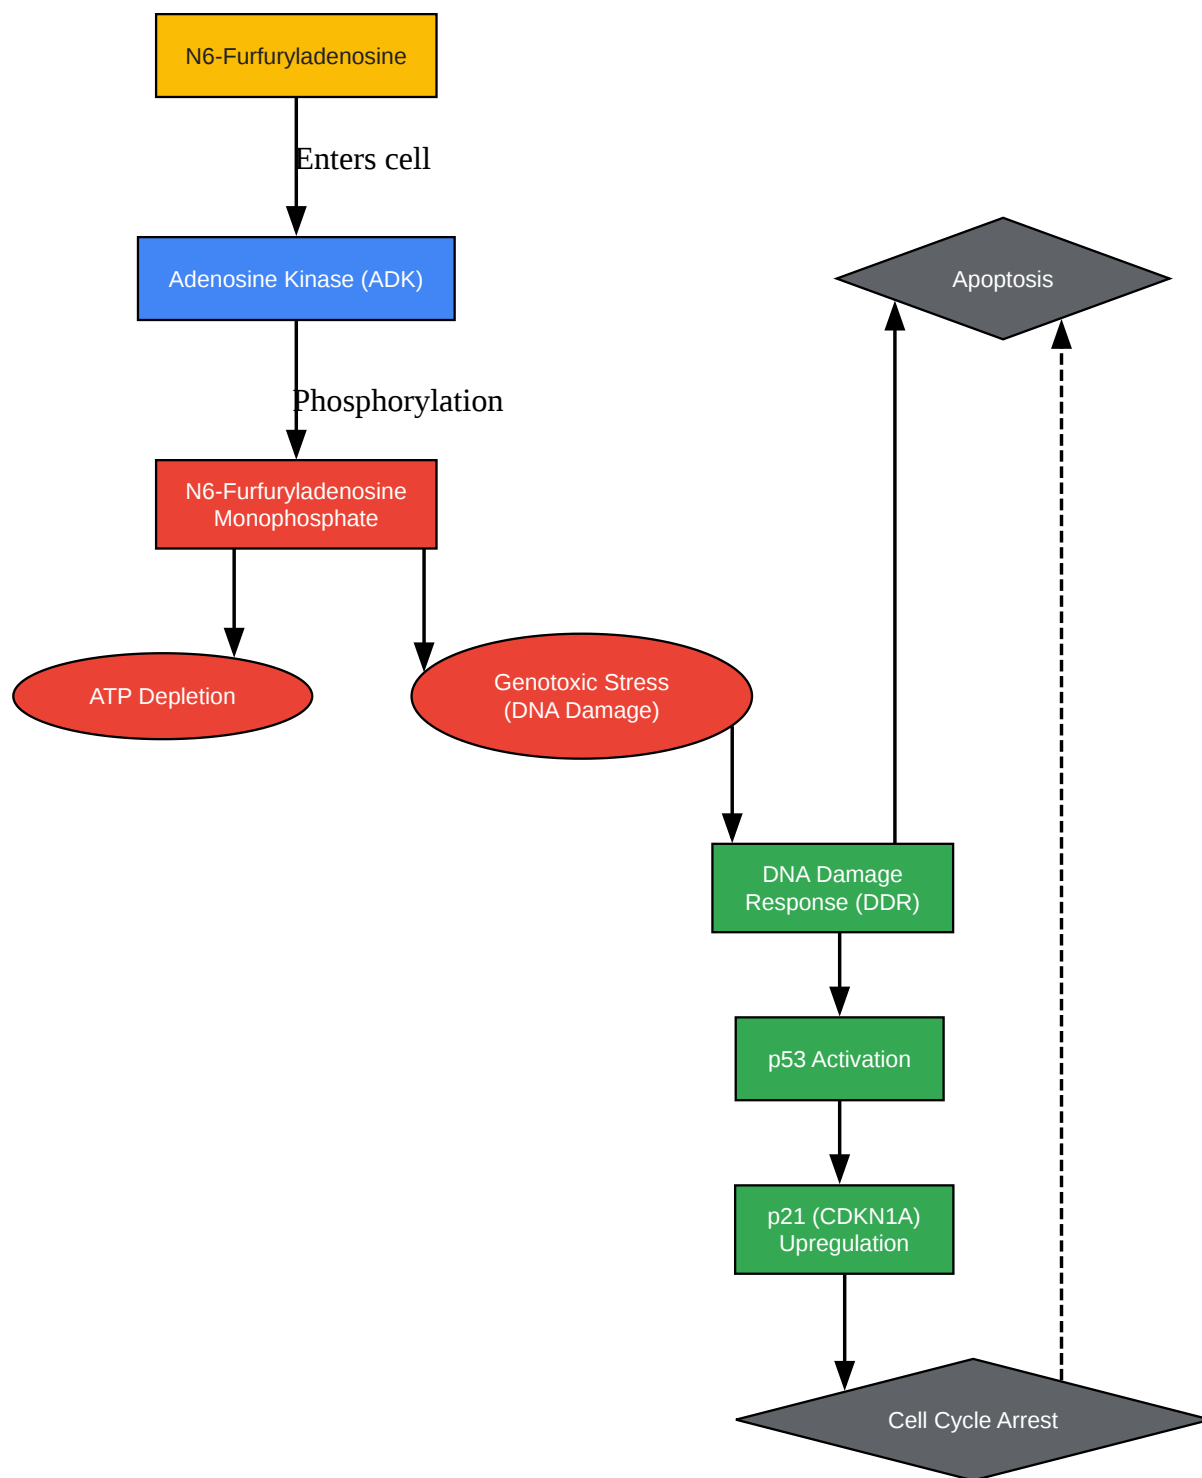 N6-Furfuryladenosine
Enters cell
Adenosine Kinase (ADK)
Apoptosis
Phosphorylation
N6-Furfuryladenosine
Monophosphate
ATP Depletion
Genotoxic Stress
(DNA Damage)
DNA Damage
Response (DDR)
p53 Activation
p21 (CDKN1A)
Upregulation
Cell Cycle Arrest